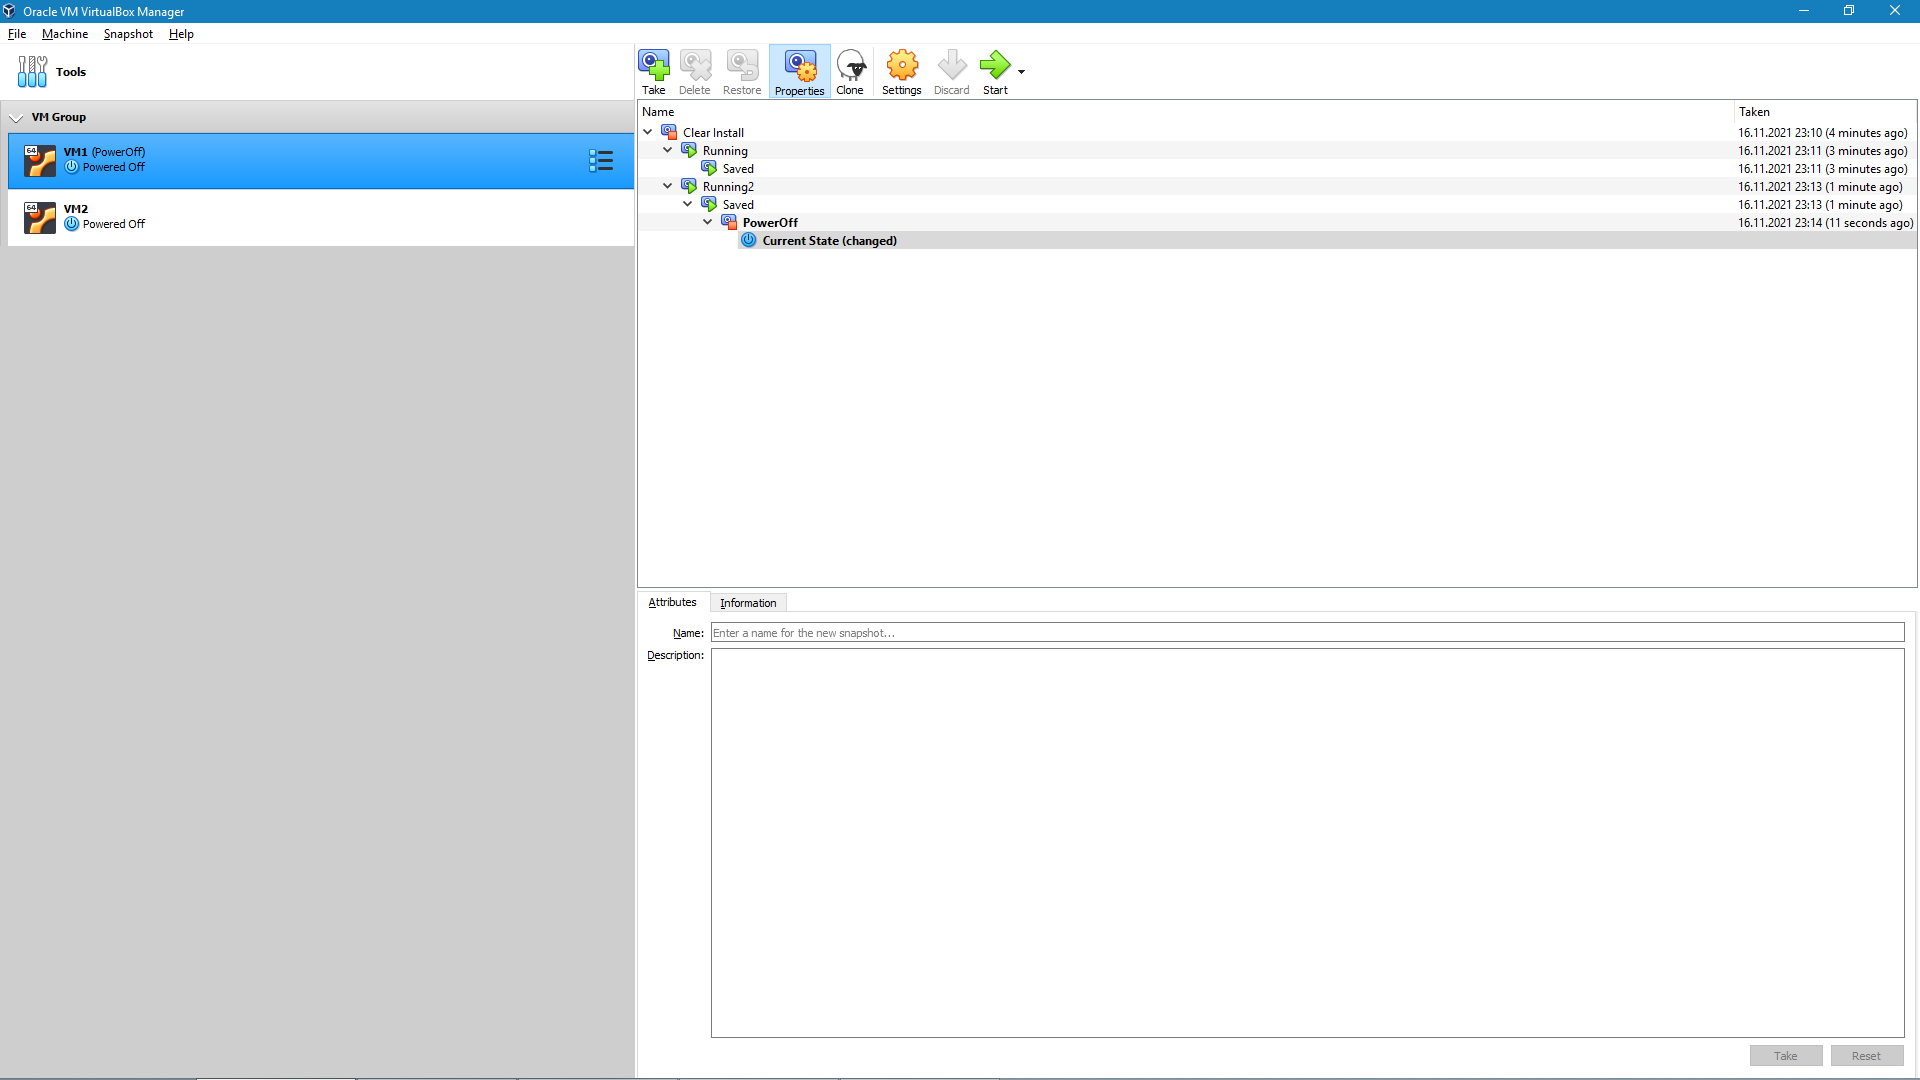 Oracle VM VirtualBox Manager
File Machine Snapshot Help
Tools
Take Delete Restore Properties Clone Settings Discard Start
VM Group
64 VM1 (PowerOff)
Powered Off
64 VM2
Powered Off
Name Taken
Clear Install 16.11.2021 23:10 (4 minutes ago)
Running 16.11.2021 23:11 (3 minutes ago)
Saved 16.11.2021 23:11 (3 minutes ago)
Running2 16.11.2021 23:13 (1 minute ago)
Saved 16.11.2021 23:13 (1 minute ago)
PowerOff 16.11.2021 23:14 (11 seconds ago)
Current State (changed)
Attributes Information
Name: Enter a name for the new snapshot...
Description:
Take Reset